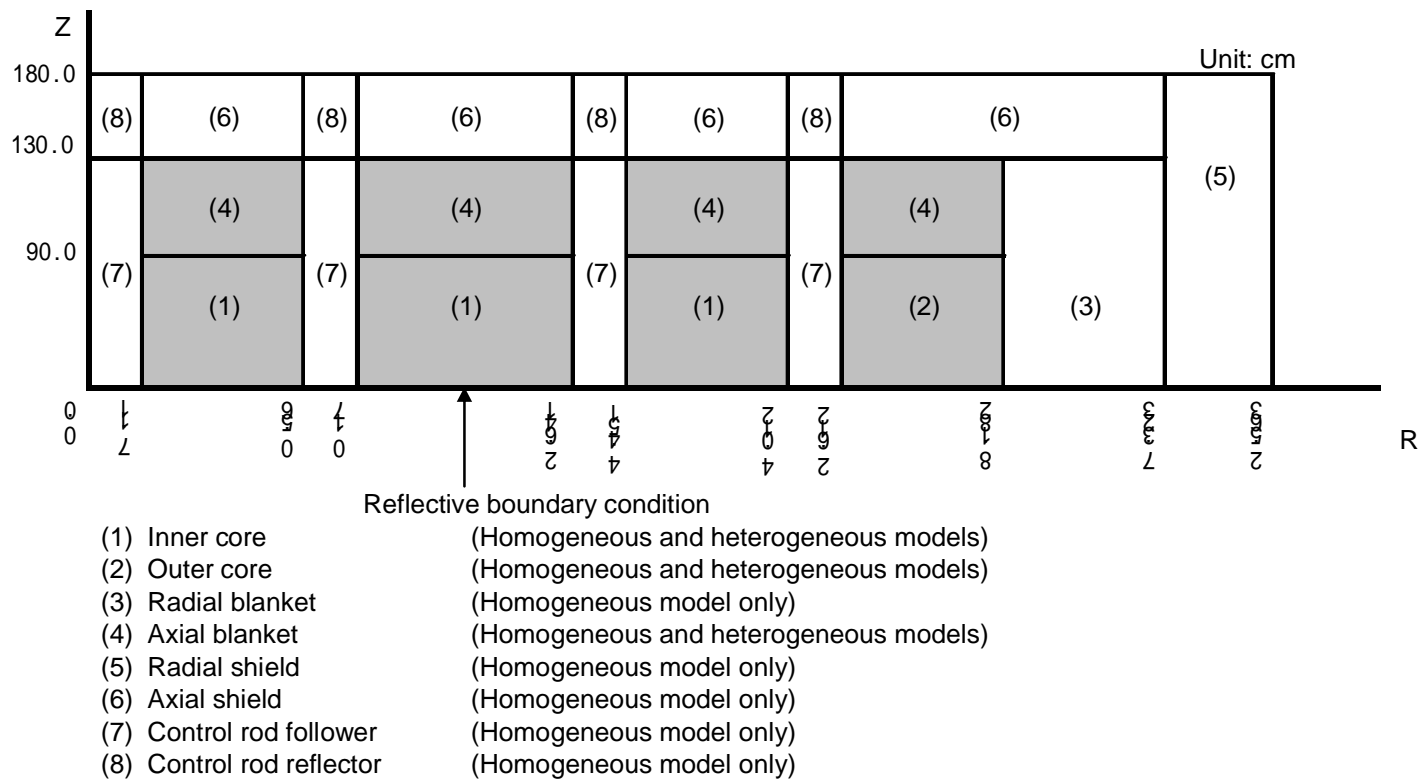 Z
Unit: cm
180.0
(8) (6) (8) (6) (8) (6) (8) (6)
130.0
(5)
(4) (4) (4) (4)
90.0
(7) (7) (7) (7)
(1) (1) (1) (2) (3)
0.0
R
Reflective boundary condition
(1) Inner core (Homogeneous and heterogeneous models)
(2) Outer core (Homogeneous and heterogeneous models)
(3) Radial blanket (Homogeneous model only)
(4) Axial blanket (Homogeneous and heterogeneous models)
(5) Radial shield (Homogeneous model only)
(6) Axial shield (Homogeneous model only)
(7) Control rod follower (Homogeneous model only)
(8) Control rod reflector (Homogeneous model only)